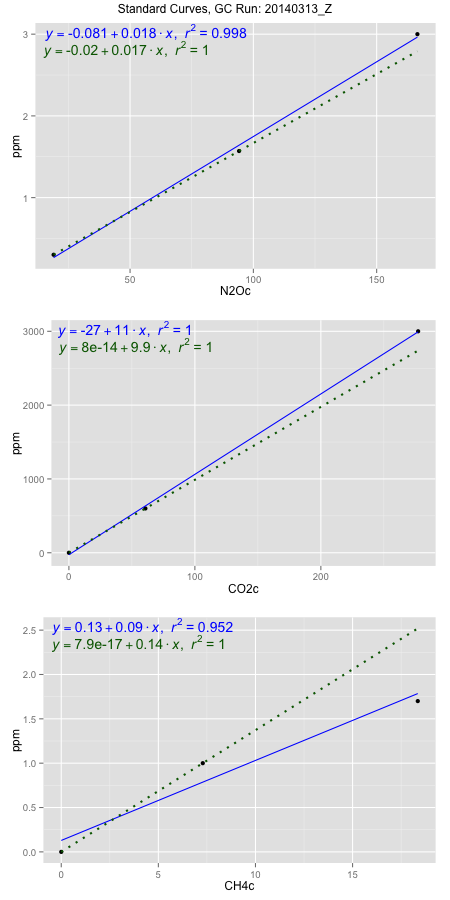 Standard Curves, GC Run: 20140313_Z
y = -0.081 + 0.018 · x,  r² = 0.998
y = -0.02 + 0.017 · x,  r² = 1
3
2
1
ppm
50 100 150
N2Oc
y = -27 + 11 · x,  r² = 1
y = 8e-14 + 9.9 · x,  r² = 1
3000
2000
1000
0
ppm
0 100 200
CO2c
y = 0.13 + 0.09 · x,  r² = 0.952
y = 7.9e-17 + 0.14 · x,  r² = 1
2.5
2.0
1.5
1.0
0.5
0.0
ppm
0 5 10 15
CH4c